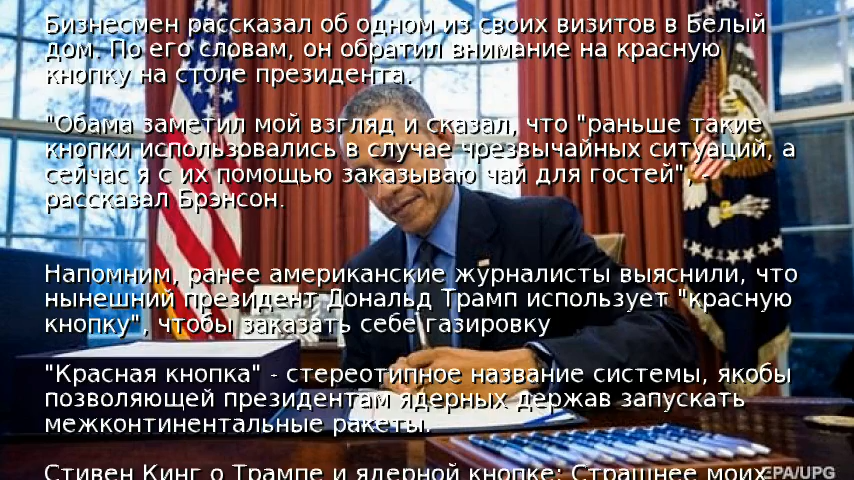 Бизнесмен рассказал об одном из своих визитов в Белый
дом. По его словам, он обратил внимание на красную
кнопку на столе президента.
"Обама заметил мой взгляд и сказал, что "раньше такие
кнопки использовались в случае чрезвычайных ситуаций, а
сейчас я с их помощью заказываю чай для гостей", -
рассказал Брэнсон.
Напомним, ранее американские журналисты выяснили, что
нынешний президент Дональд Трамп использует "красную
кнопку", чтобы заказать себе газировку
"Красная кнопка" - стереотипное название системы, якобы
позволяющей президентам ядерных держав запускать
межконтинентальные ракеты.
Стивен Кинг о Трампе и ядерной кнопке: Страшнее моих
EPA/UPG